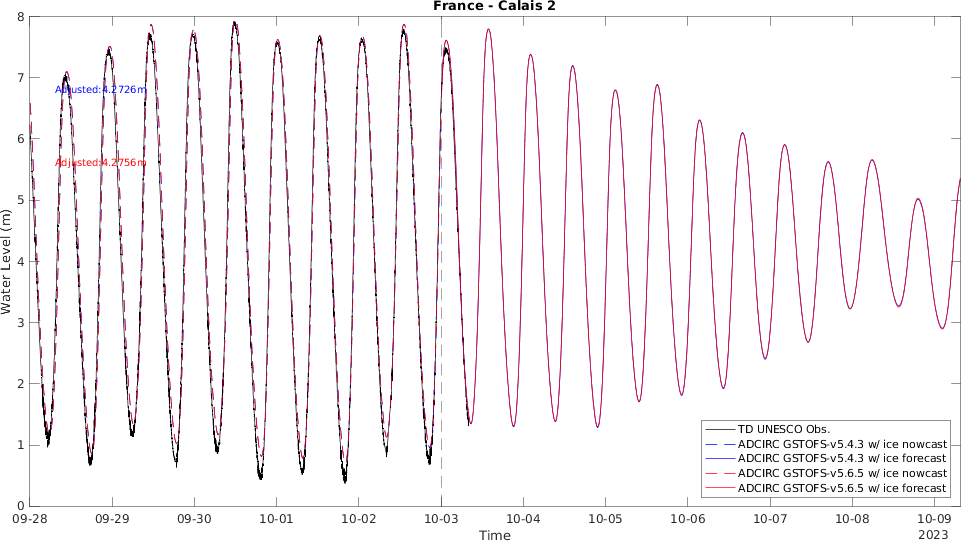 France - Calais 2
8
7
6
5
4
3
2
1
0
Water Level (m)
Adjusted:4.2726m
Adjusted:4.2756m
TD UNESCO Obs.
ADCIRC GSTOFS-v5.4.3 w/ ice nowcast
ADCIRC GSTOFS-v5.4.3 w/ ice forecast
ADCIRC GSTOFS-v5.6.5 w/ ice nowcast
ADCIRC GSTOFS-v5.6.5 w/ ice forecast
09-28 09-29 09-30 10-01 10-02 10-03 10-04 10-05 10-06 10-07 10-08 10-09
Time
2023